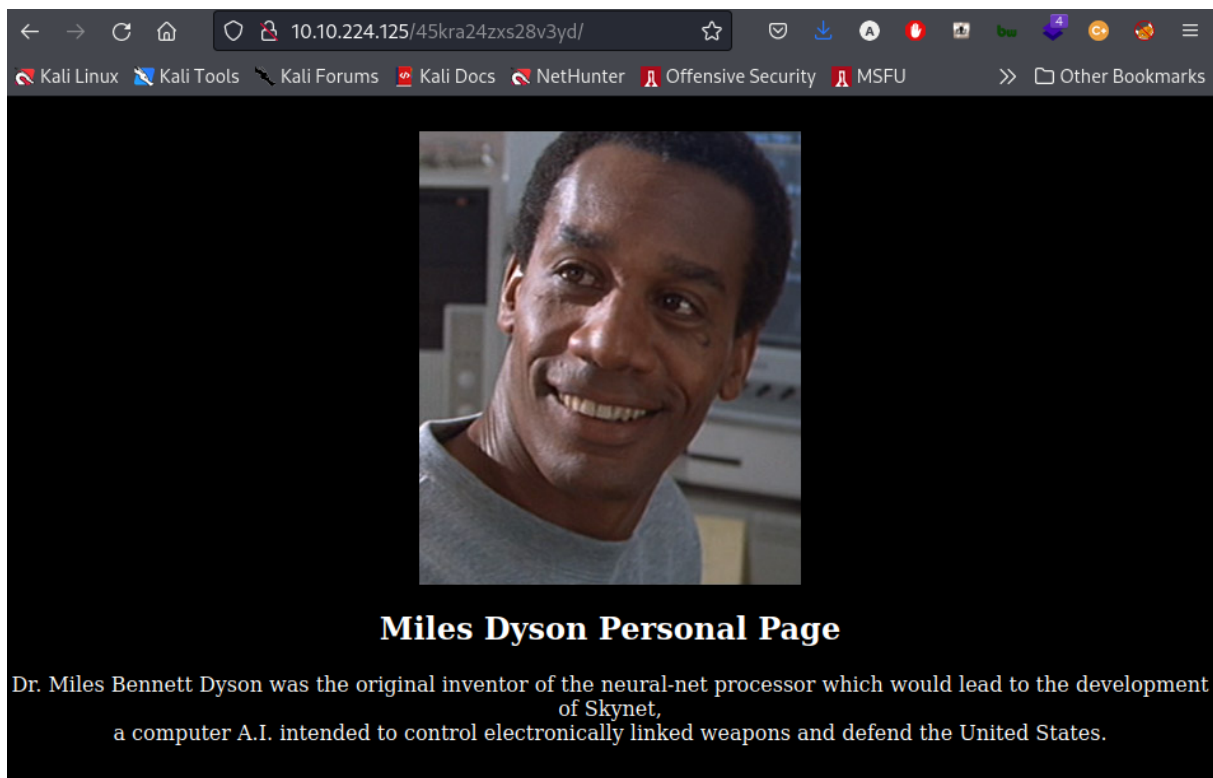 10.10.224.125/45kra24zxs28v3yd/
4
Kali Linux Kali Tools Kali Forums Kali Docs NetHunter Offensive Security MSFU Other Bookmarks
Miles Dyson Personal Page
Dr. Miles Bennett Dyson was the original inventor of the neural-net processor which would lead to the development
of Skynet,
a computer A.I. intended to control electronically linked weapons and defend the United States.